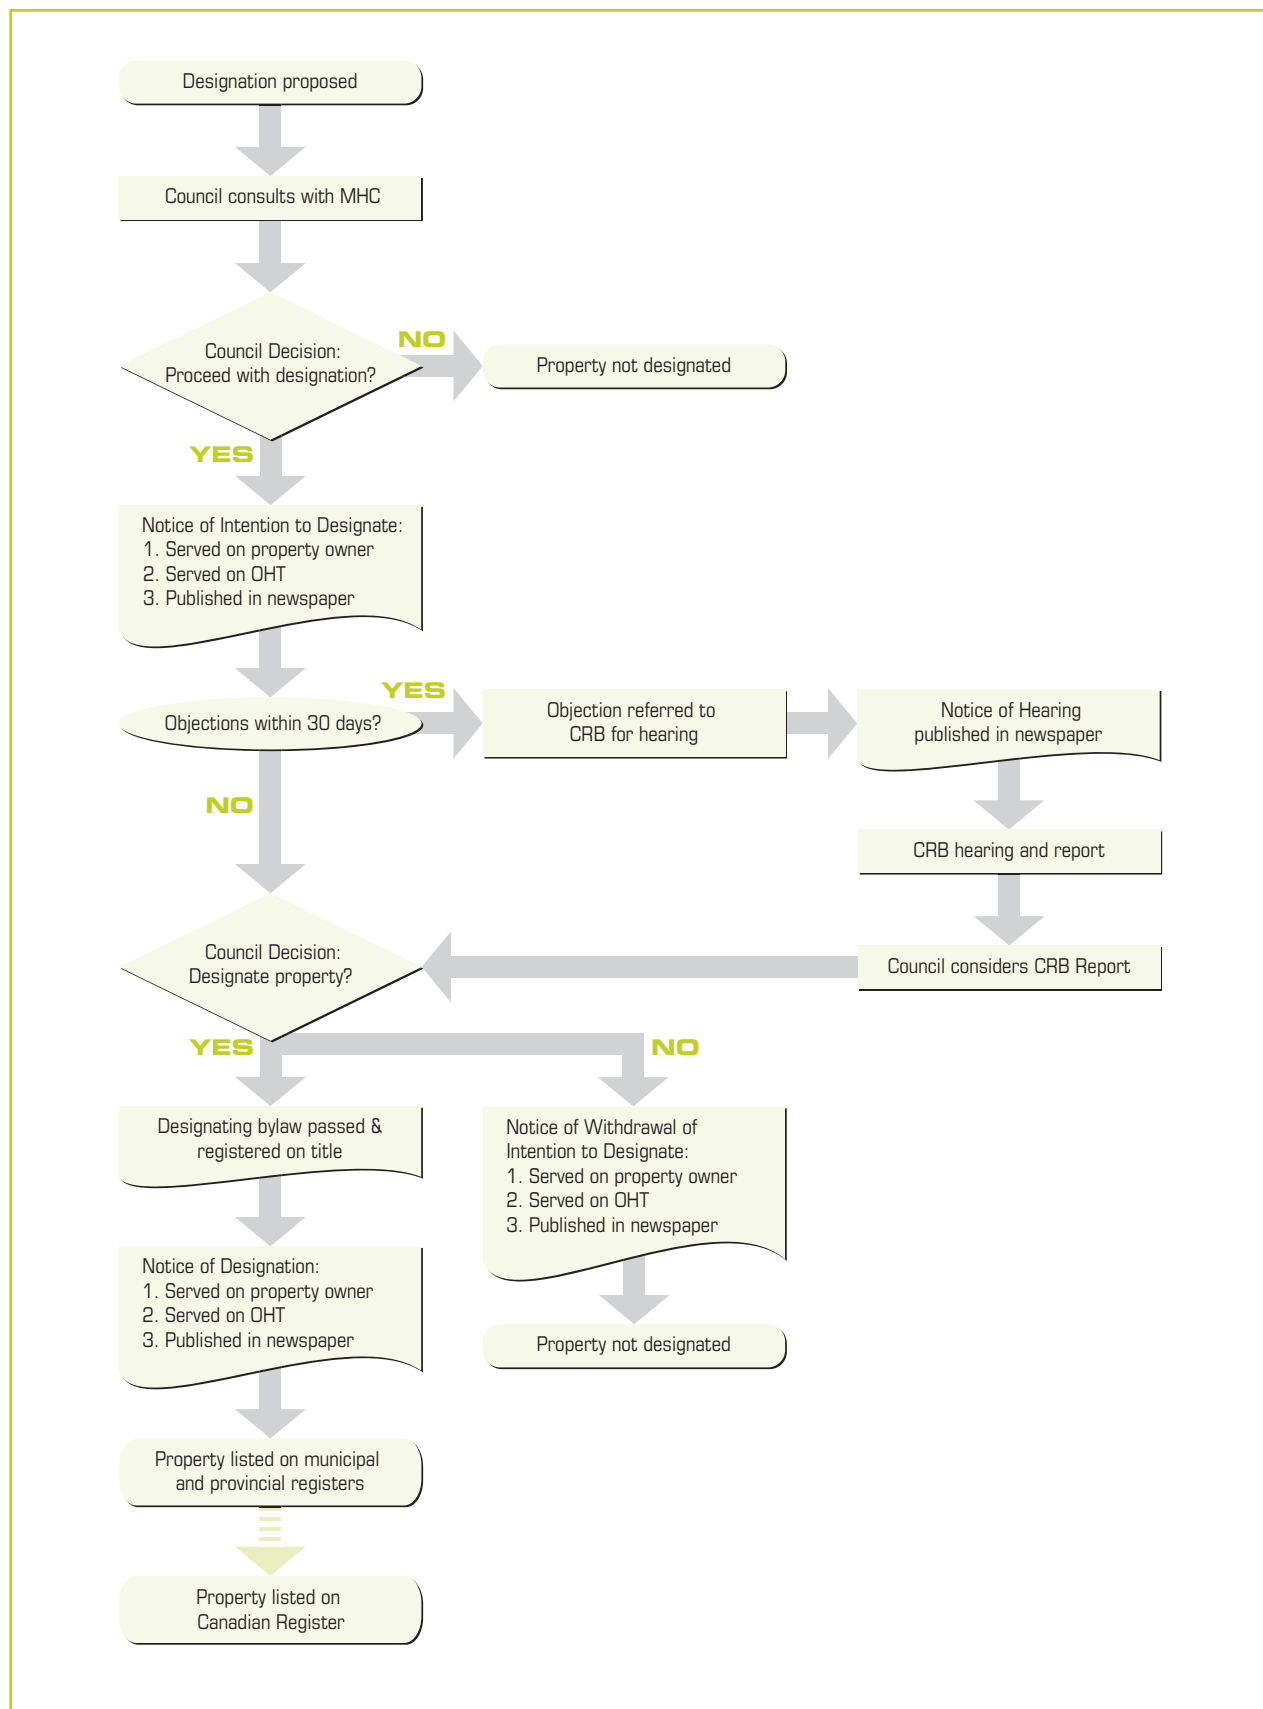 Designation proposed
Council consults with MHC
Council Decision:
Proceed with designation?
NO
Property not designated
YES
Notice of Intention to Designate:
1. Served on property owner
2. Served on OHT
3. Published in newspaper
Objections within 30 days?
YES
Objection referred to
CRB for hearing
Notice of Hearing
published in newspaper
NO
CRB hearing and report
Council considers CRB Report
Council Decision:
Designate property?
YES
NO
Designating bylaw passed &
registered on title
Notice of Withdrawal of
Intention to Designate:
1. Served on property owner
2. Served on OHT
3. Published in newspaper
Notice of Designation:
1. Served on property owner
2. Served on OHT
3. Published in newspaper
Property not designated
Property listed on municipal
and provincial registers
Property listed on
Canadian Register